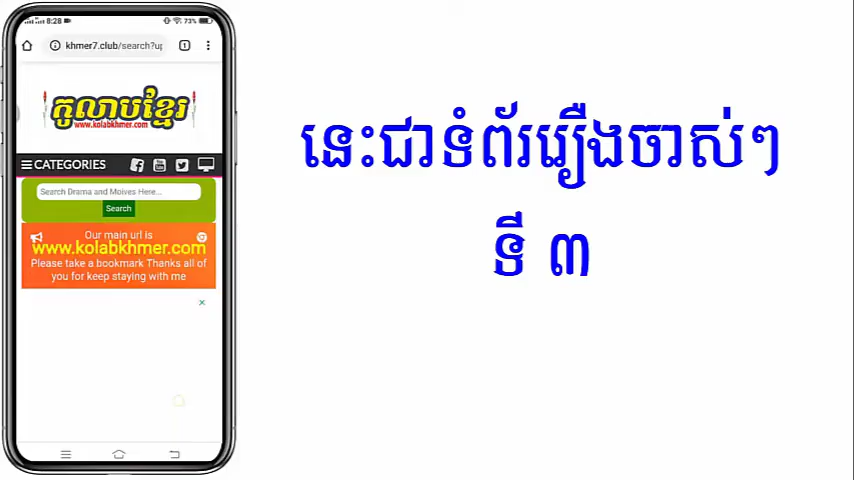 8:28
73%
khmer7.club/search?up
1
កូលាបខ្មែរ
www.kolabkhmer.com
CATEGORIES
Search Drama and Moives Here...
Search
Our main url is
www.kolabkhmer.com
Please take a bookmark Thanks all of
you for keep staying with me
នេះជាទំព័ររឿងចាស់ៗ
ទី ៣